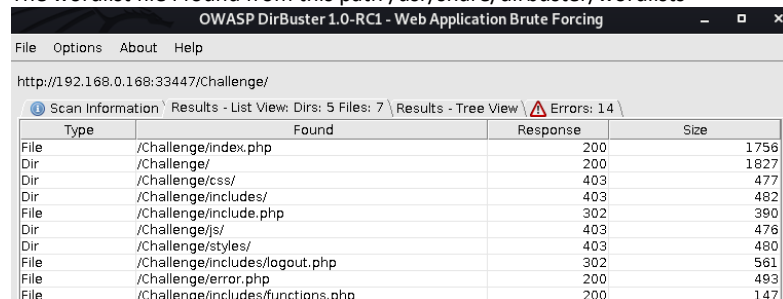 The wordlist file I found from this path /usr/share/dirbuster/wordlists
OWASP DirBuster 1.0-RC1 - Web Application Brute Forcing
File Options About Help
http://192.168.0.168:33447/Challenge/
Scan Information Results - List View: Dirs: 5 Files: 7 Results - Tree View Errors: 14
Type Found Response Size
File /Challenge/index.php 200 1756
Dir /Challenge/ 200 1827
Dir /Challenge/css/ 403 477
Dir /Challenge/includes/ 403 482
File /Challenge/include.php 302 390
Dir /Challenge/js/ 403 476
Dir /Challenge/styles/ 403 480
File /Challenge/includes/logout.php 302 561
File /Challenge/error.php 200 493
File /Challenge/includes/functions.php 200 147